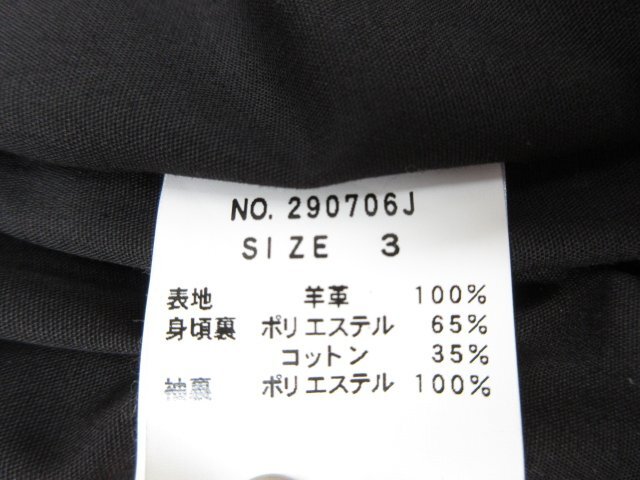 NO. 290706J
SIZE 3
表地 羊革 100%
身頃裏 ポリエステル 65%
コットン 35%
袖裏 ポリエステル 100%